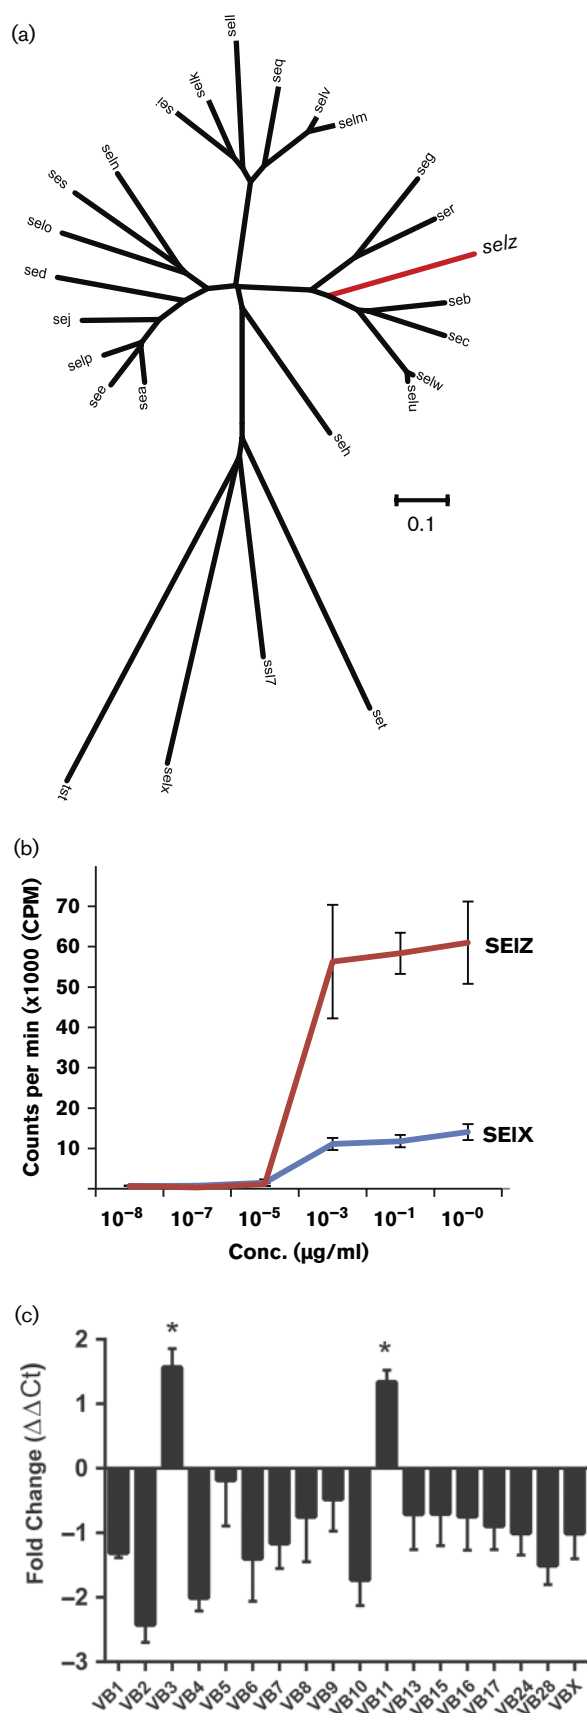 (a)
sell
selk
seq
sei
selv
selm
seln
ses
seg
selo
ser
selz
sed
seb
sej
sec
selp
selw
see
sea
selu
seh
0.1
ssl7
set
selx
tst
(b)
Counts per min (x1000 (CPM)
70
60
50
40
30
20
10
SEIZ
SEIX
10⁻⁸ 10⁻⁷ 10⁻⁵ 10⁻³ 10⁻¹ 10⁻⁰
Conc. (µg/ml)
(c)
Fold Change (ΔΔCt)
2
1
0
–1
–2
–3
* *
VB1 VB2 VB3 VB4 VB5 VB6 VB7 VB8 VB9 VB10 VB11 VB13 VB15 VB16 VB17 VB24 VB28 VBX